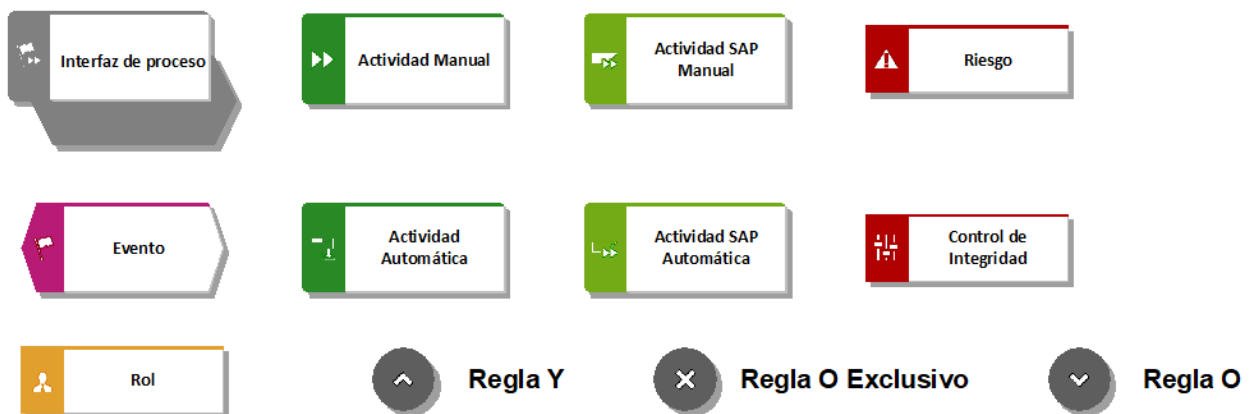 Interfaz de proceso
Actividad Manual
Actividad SAP
Manual
Riesgo
Evento
Actividad
Automática
Actividad SAP
Automática
Control de
Integridad
Rol
Regla Y
Regla O Exclusivo
Regla O